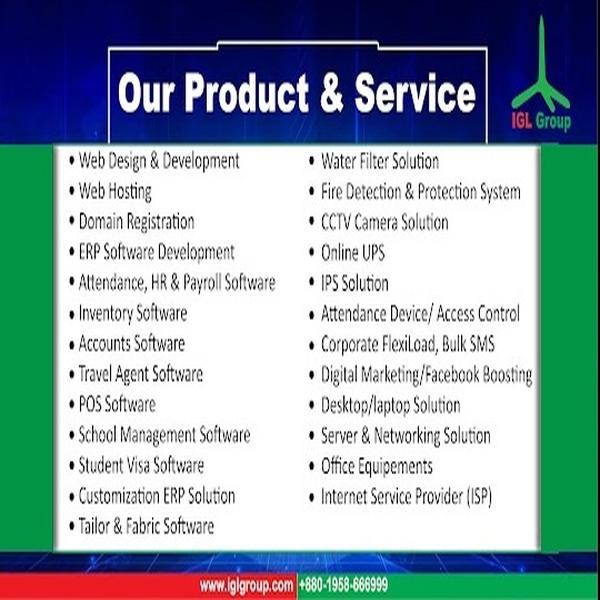 Our Product & Service
IGL Group
• Web Design & Development
• Web Hosting
• Domain Registration
• ERP Software Development
• Attendance, HR & Payroll Software
• Inventory Software
• Accounts Software
• Travel Agent Software
• POS Software
• School Management Software
• Student Visa Software
• Customization ERP Solution
• Tailor & Fabric Software
• Water Filter Solution
• Fire Detection & Protection System
• CCTV Camera Solution
• Online UPS
• IPS Solution
• Attendance Device/ Access Control
• Corporate FlexiLoad, Bulk SMS
• Digital Marketing/Facebook Boosting
• Desktop/laptop Solution
• Server & Networking Solution
• Office Equipements
• Internet Service Provider (ISP)
www.iglgroup.com +880-1958-666999